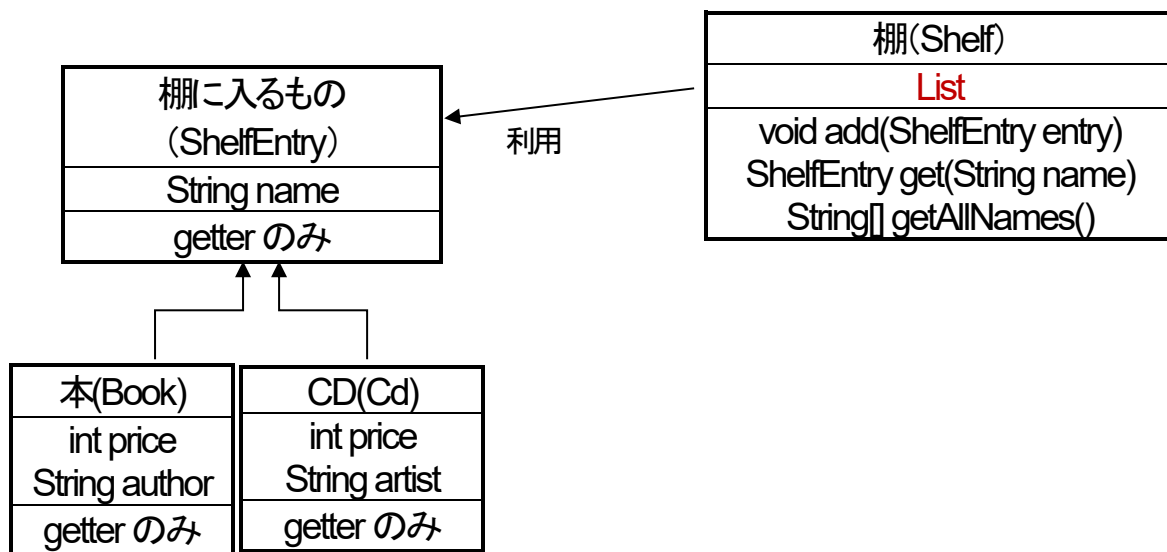 棚に入るもの
(ShelfEntry)
String name
getter のみ
利用
棚(Shelf)
List
void add(ShelfEntry entry)
ShelfEntry get(String name)
String[] getAllNames()
本(Book)
int price
String author
getter のみ
CD(Cd)
int price
String artist
getter のみ